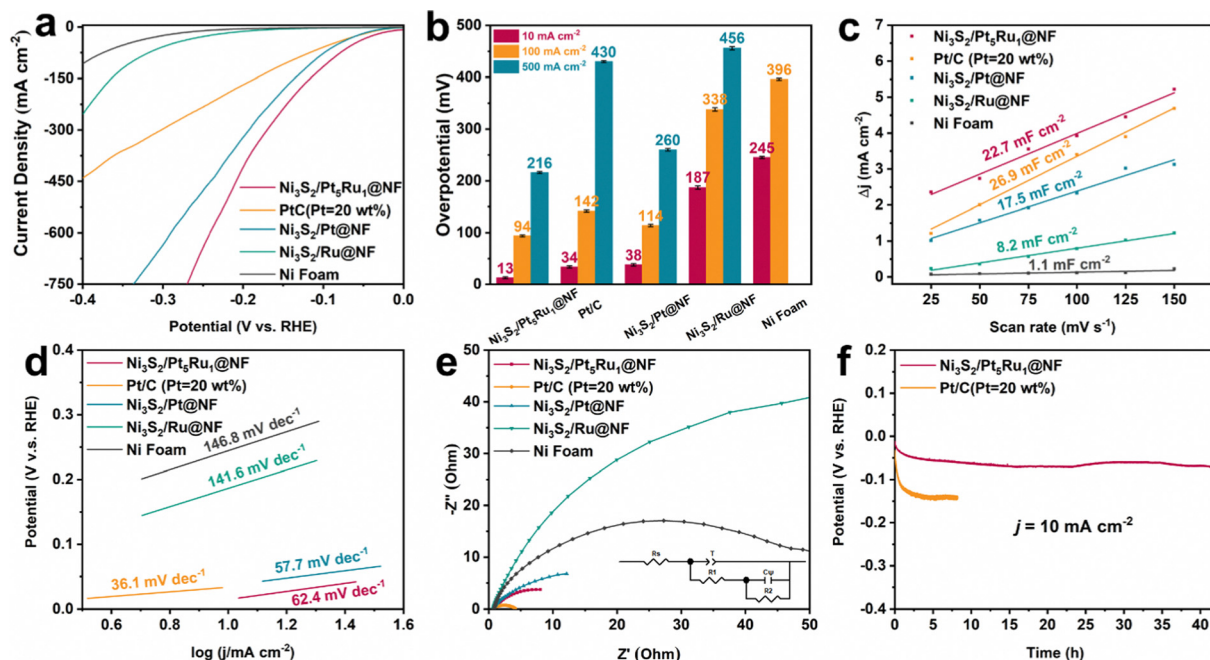 a
Current Density (mA cm⁻²)
0
-150
-300
-450
-600
-750
-0.4
-0.3
-0.2
-0.1
0.0
Potential (V vs. RHE)
Ni₃S₂/Pt₅Ru₁@NF
PtC(Pt=20 wt%)
Ni₃S₂/Pt@NF
Ni₃S₂/Ru@NF
Ni Foam
b
Overpotential (mV)
500
450
400
350
300
250
200
150
100
50
0
10 mA cm⁻²
100 mA cm⁻²
500 mA cm⁻²
13
94
216
34
142
430
38
114
260
187
338
456
245
396
Ni₃S₂/Pt₅Ru₁@NF
Pt/C
Ni₃S₂/Pt@NF
Ni₃S₂/Ru@NF
Ni Foam
c
Δj (mA cm⁻²)
7
6
5
4
3
2
1
0
Ni₃S₂/Pt₅Ru₁@NF
Pt/C (Pt=20 wt%)
Ni₃S₂/Pt@NF
Ni₃S₂/Ru@NF
Ni Foam
22.7 mF cm⁻²
26.9 mF cm⁻²
17.5 mF cm⁻²
8.2 mF cm⁻²
1.1 mF cm⁻²
25
50
75
100
125
150
Scan rate (mV s⁻¹)
d
Potential (V v.s. RHE)
0.4
0.3
0.2
0.1
0.0
Ni₃S₂/Pt₅Ru₁@NF
Pt/C (Pt=20 wt%)
Ni₃S₂/Pt@NF
Ni₃S₂/Ru@NF
Ni Foam
146.8 mV dec⁻¹
141.6 mV dec⁻¹
36.1 mV dec⁻¹
57.7 mV dec⁻¹
62.4 mV dec⁻¹
0.6
0.8
1.0
1.2
1.4
1.6
log (j/mA cm⁻²)
e
-Z'' (Ohm)
50
40
30
20
10
0
Ni₃S₂/Pt₅Ru₁@NF
Pt/C (Pt=20 wt%)
Ni₃S₂/Pt@NF
Ni₃S₂/Ru@NF
Ni Foam
Rs
T
R1
Cψ
R2
0
10
20
30
40
50
Z' (Ohm)
f
Potential (V v.s. RHE)
0.2
0.1
0.0
-0.1
-0.2
-0.3
-0.4
Ni₃S₂/Pt₅Ru₁@NF
Pt/C(Pt=20 wt%)
j = 10 mA cm⁻²
0
5
10
15
20
25
30
35
40
Time (h)